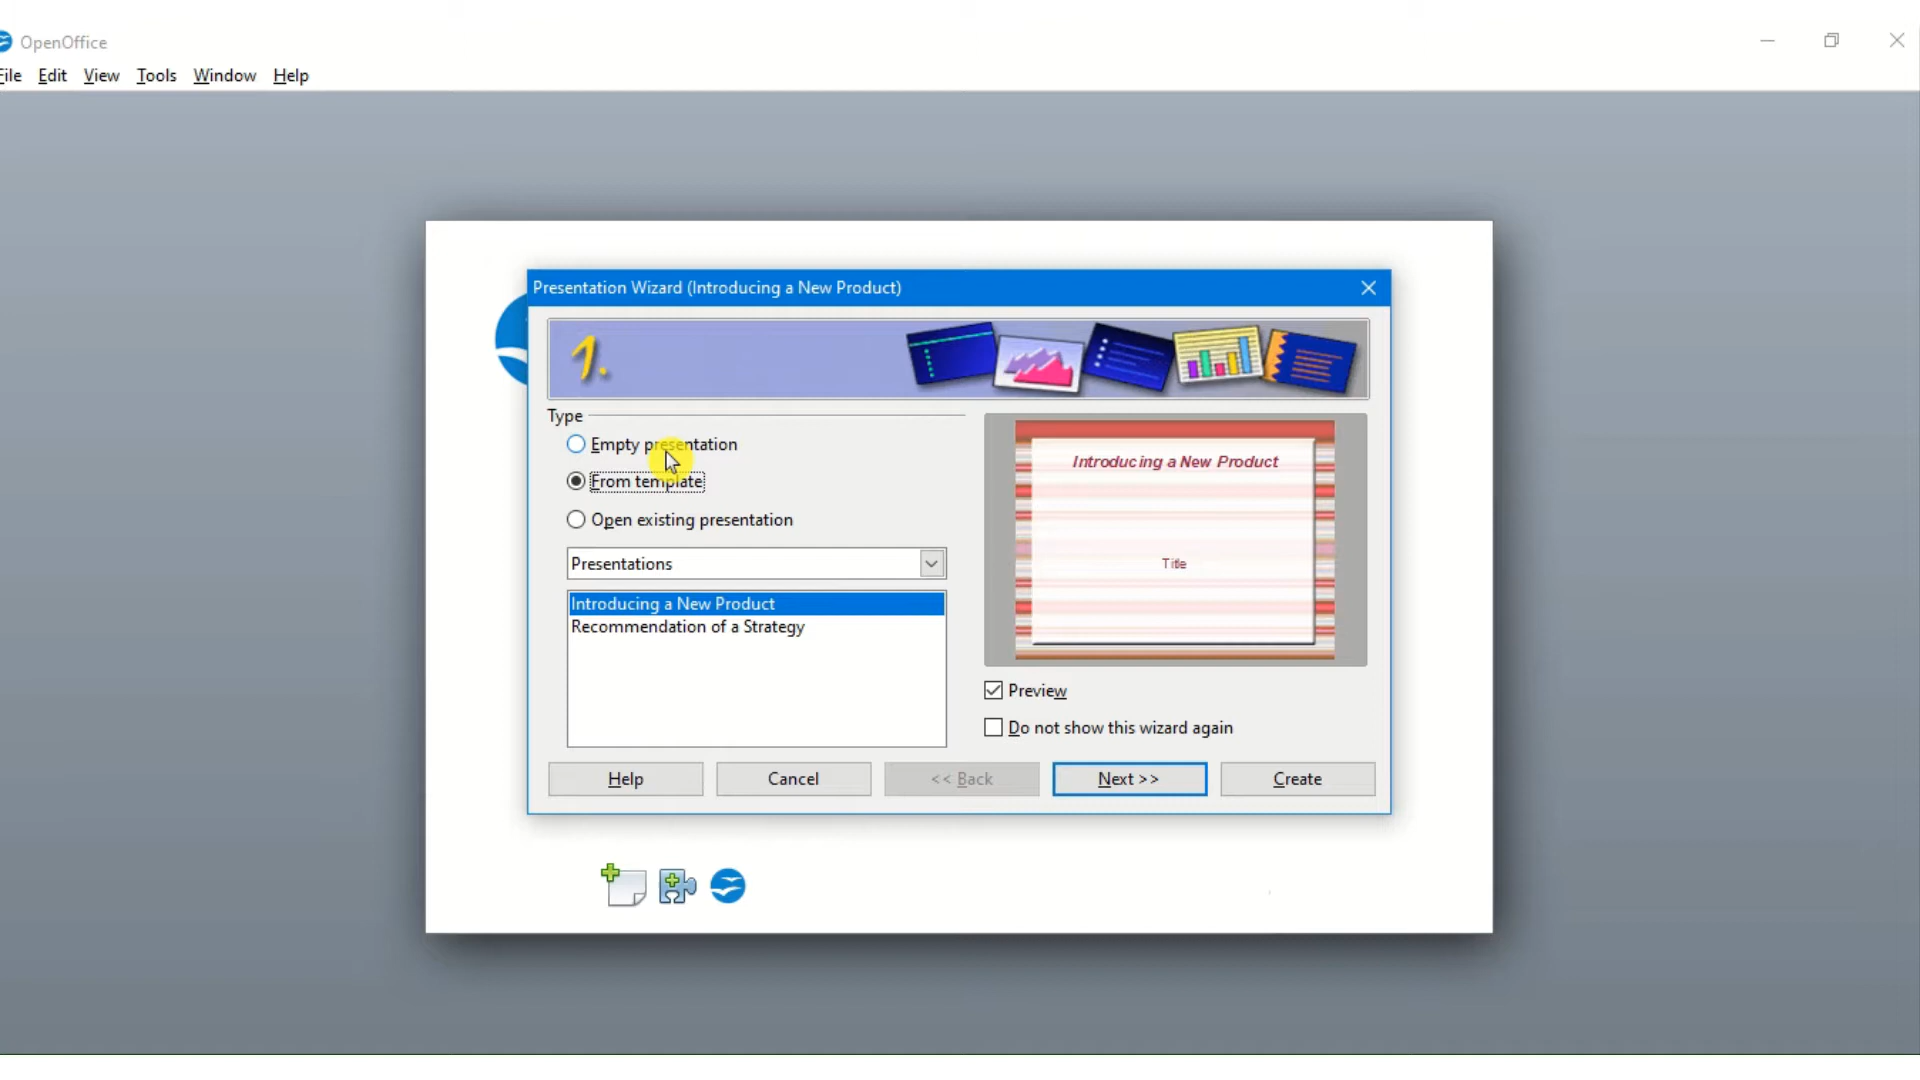 OpenOffice
File Edit View Tools Window Help
Presentation Wizard (Introducing a New Product)
1.
Type
Empty presentation
From template
Open existing presentation
Presentations
Introducing a New Product
Recommendation of a Strategy
Introducing a New Product
Title
Preview
Do not show this wizard again
Help Cancel << Back Next >> Create